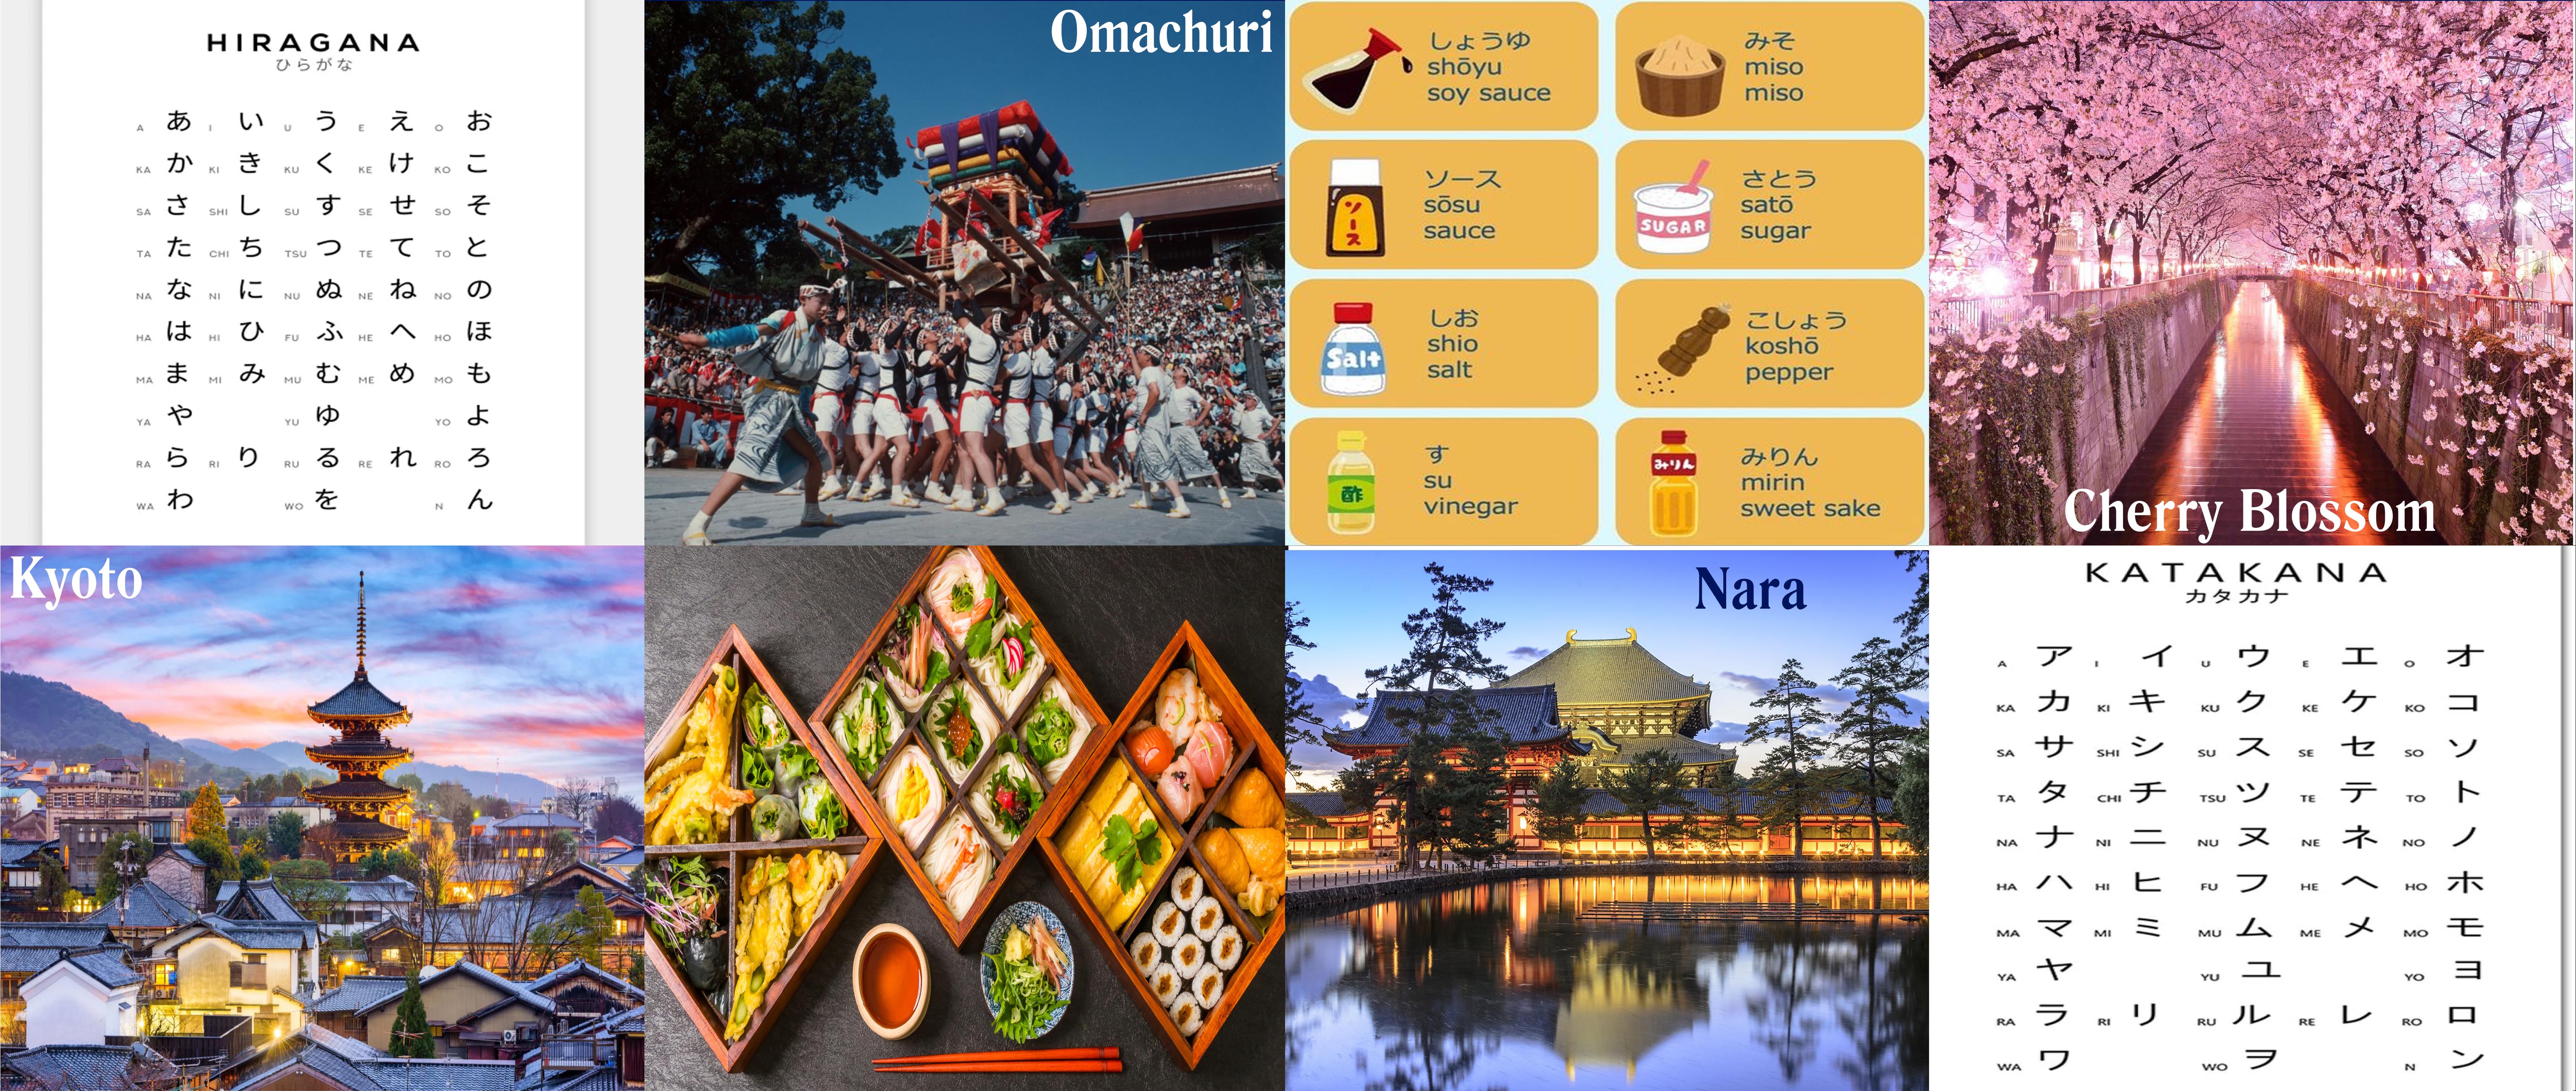 HIRAGANA
ひらがな
A あ I い U う E え O お
KA か KI き KU く KE け KO こ
SA さ SHI し SU す SE せ SO そ
TA た CHI ち TSU つ TE て TO と
NA な NI に NU ぬ NE ね NO の
HA は HI ひ FU ふ HE へ HO ほ
MA ま MI み MU む ME め MO も
YA や YU ゆ YO よ
RA ら RI り RU る RE れ RO ろ
WA わ WO を N ん
Omachuri
しょうゆ
shōyu
soy sauce
みそ
miso
miso
ソース
ソース
sōsu
sauce
SUGAR
さとう
satō
sugar
Salt
しお
shio
salt
こしょう
koshō
pepper
酢
す
su
vinegar
みりん
みりん
mirin
sweet sake
Cherry Blossom
Kyoto
Nara
KATAKANA
カタカナ
A ア I イ U ウ E エ O オ
KA カ KI キ KU ク KE ケ KO コ
SA サ SHI シ SU ス SE セ SO ソ
TA タ CHI チ TSU ツ TE テ TO ト
NA ナ NI ニ NU ヌ NE ネ NO ノ
HA ハ HI ヒ FU フ HE ヘ HO ホ
MA マ MI ミ MU ム ME メ MO モ
YA ヤ YU ユ YO ヨ
RA ラ RI リ RU ル RE レ RO ロ
WA ワ WO ヲ N ン